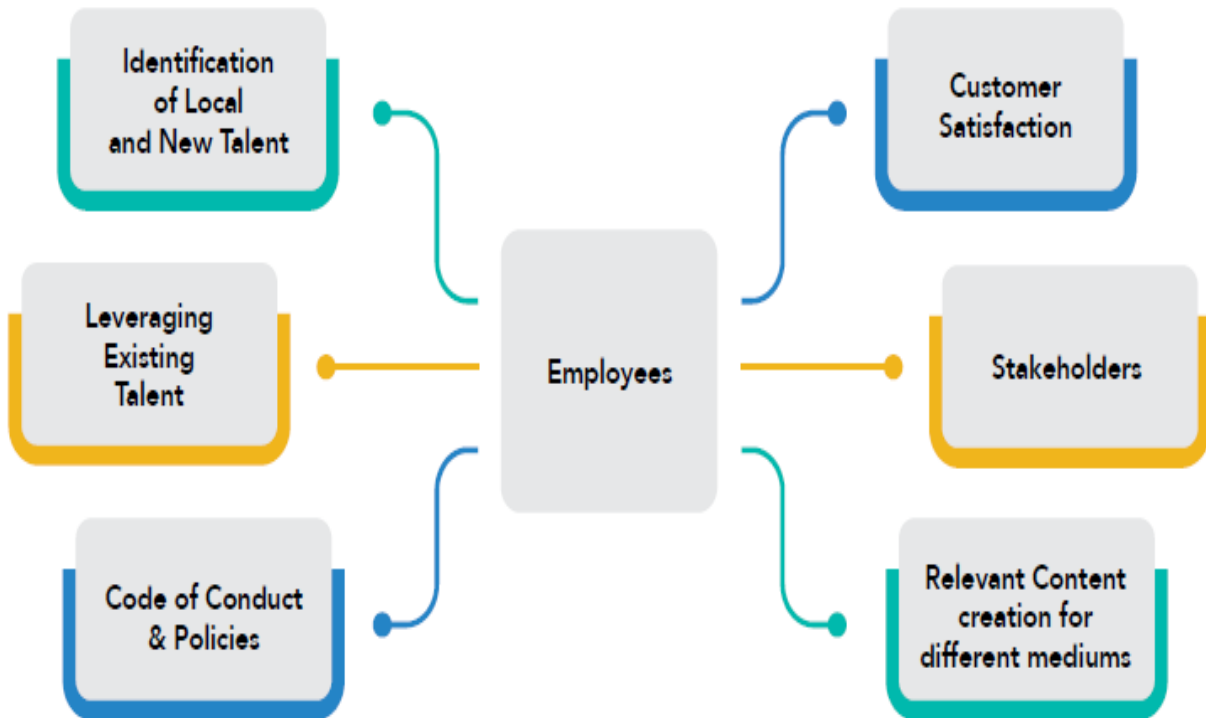 Identification
of Local
and New Talent
Customer
Satisfaction
Leveraging
Existing
Talent
Employees
Stakeholders
Code of Conduct
& Policies
Relevant Content
creation for
different mediums